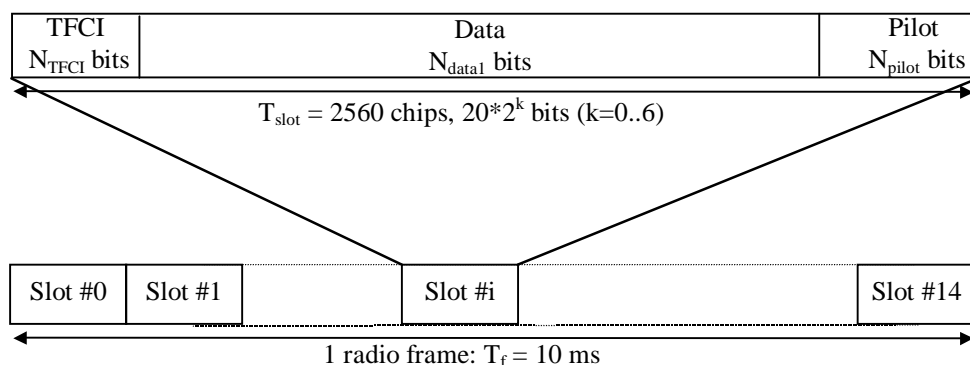 TFCI
N_TFCI bits
Data
N_data1 bits
Pilot
N_pilot bits
T_slot = 2560 chips, 20*2^k bits (k=0..6)
Slot #0
Slot #1
Slot #i
Slot #14
1 radio frame: T_f = 10 ms